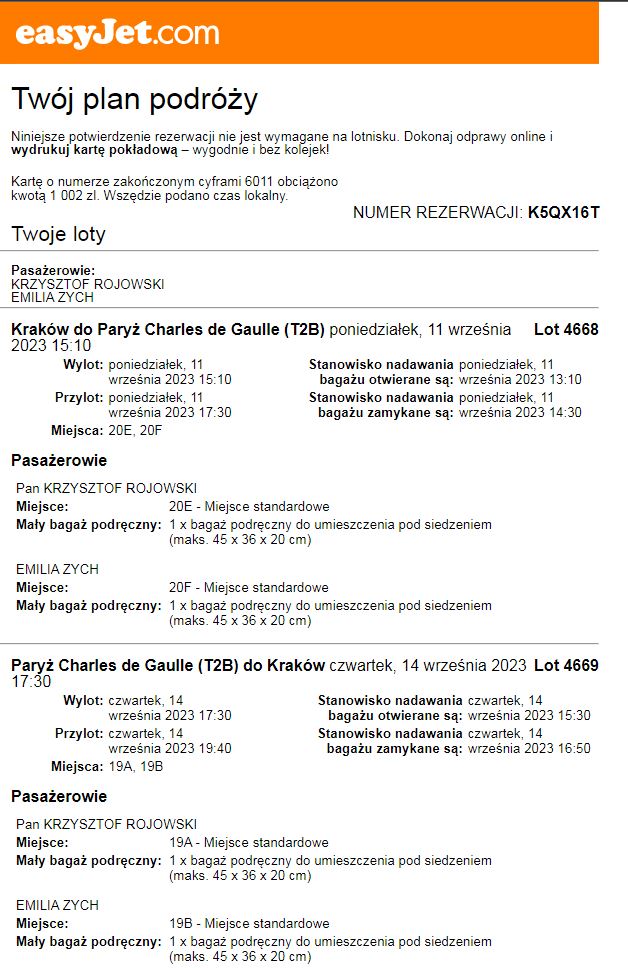 easyJet.com
Twój plan podróży
Niniejsze potwierdzenie rezerwacji nie jest wymagane na lotnisku. Dokonaj odprawy online i
wydrukuj kartę pokładową – wygodnie i bez kolejek!
Kartę o numerze zakończonym cyframi 6011 obciążono
kwotą 1 002 zl. Wszędzie podano czas lokalny.
NUMER REZERWACJI: K5QX16T
Twoje loty
Pasażerowie:
KRZYSZTOF ROJOWSKI
EMILIA ZYCH
Kraków do Paryż Charles de Gaulle (T2B) poniedziałek, 11 września Lot 4668
2023 15:10
Wylot: poniedziałek, 11 Stanowisko nadawania poniedziałek, 11
września 2023 15:10 bagażu otwierane są: września 2023 13:10
Przylot: poniedziałek, 11 Stanowisko nadawania poniedziałek, 11
września 2023 17:30 bagażu zamykane są: września 2023 14:30
Miejsca: 20E, 20F
Pasażerowie
Pan KRZYSZTOF ROJOWSKI
Miejsce: 20E - Miejsce standardowe
Mały bagaż podręczny: 1 x bagaż podręczny do umieszczenia pod siedzeniem
(maks. 45 x 36 x 20 cm)
EMILIA ZYCH
Miejsce: 20F - Miejsce standardowe
Mały bagaż podręczny: 1 x bagaż podręczny do umieszczenia pod siedzeniem
(maks. 45 x 36 x 20 cm)
Paryż Charles de Gaulle (T2B) do Kraków czwartek, 14 września 2023 Lot 4669
17:30
Wylot: czwartek, 14 Stanowisko nadawania czwartek, 14
września 2023 17:30 bagażu otwierane są: września 2023 15:30
Przylot: czwartek, 14 Stanowisko nadawania czwartek, 14
września 2023 19:40 bagażu zamykane są: września 2023 16:50
Miejsca: 19A, 19B
Pasażerowie
Pan KRZYSZTOF ROJOWSKI
Miejsce: 19A - Miejsce standardowe
Mały bagaż podręczny: 1 x bagaż podręczny do umieszczenia pod siedzeniem
(maks. 45 x 36 x 20 cm)
EMILIA ZYCH
Miejsce: 19B - Miejsce standardowe
Mały bagaż podręczny: 1 x bagaż podręczny do umieszczenia pod siedzeniem
(maks. 45 x 36 x 20 cm)